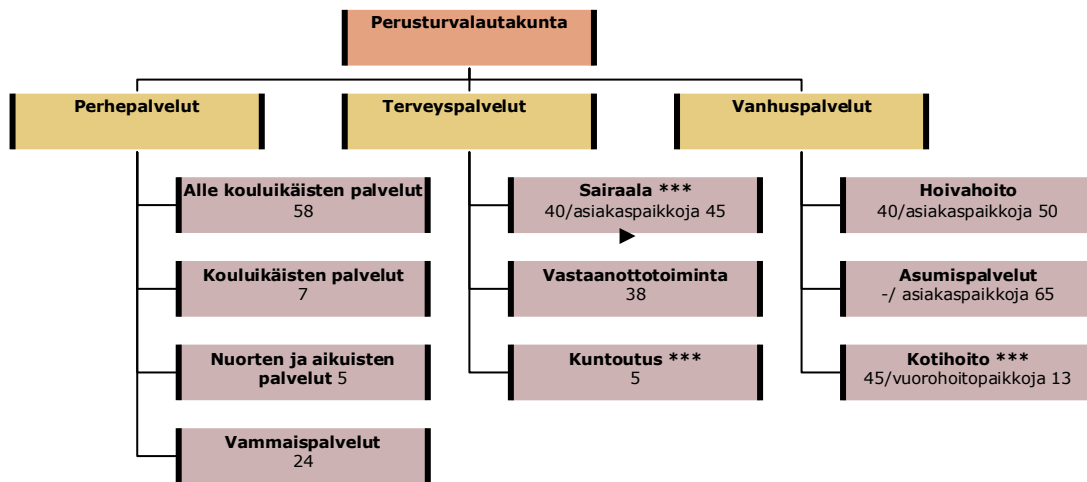 Perusturvalautakunta
Perhepalvelut
Terveyspalvelut
Vanhuspalvelut
Alle kouluikäisten palvelut
58
Kouluikäisten palvelut
7
Nuorten ja aikuisten
palvelut 5
Vammaispalvelut
24
Sairaala ***
40/asiakaspaikkoja 45
Vastaanottotoiminta
38
Kuntoutus ***
5
Hoivahoito
40/asiakaspaikkoja 50
Asumispalvelut
-/ asiakaspaikkoja 65
Kotihoito ***
45/vuorohoitopaikkoja 13